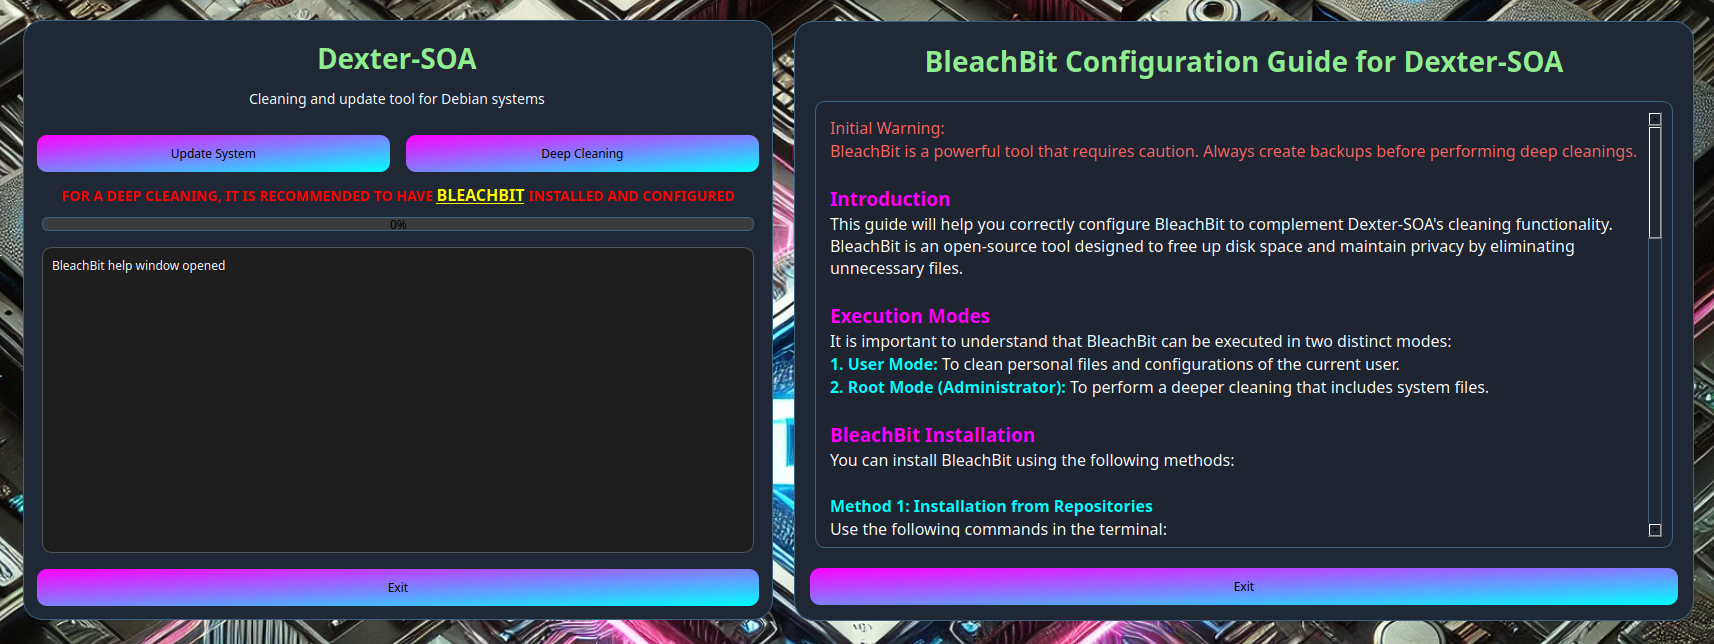 Dexter-SOA
Cleaning and update tool for Debian systems
Update System
Deep Cleaning
FOR A DEEP CLEANING, IT IS RECOMMENDED TO HAVE BLEACHBIT INSTALLED AND CONFIGURED
0%
BleachBit help window opened
Exit
BleachBit Configuration Guide for Dexter-SOA
Initial Warning:
BleachBit is a powerful tool that requires caution. Always create backups before performing deep cleanings.
Introduction
This guide will help you correctly configure BleachBit to complement Dexter-SOA's cleaning functionality.
BleachBit is an open-source tool designed to free up disk space and maintain privacy by eliminating
unnecessary files.
Execution Modes
It is important to understand that BleachBit can be executed in two distinct modes:
1. User Mode: To clean personal files and configurations of the current user.
2. Root Mode (Administrator): To perform a deeper cleaning that includes system files.
BleachBit Installation
You can install BleachBit using the following methods:
Method 1: Installation from Repositories
Use the following commands in the terminal:
Exit